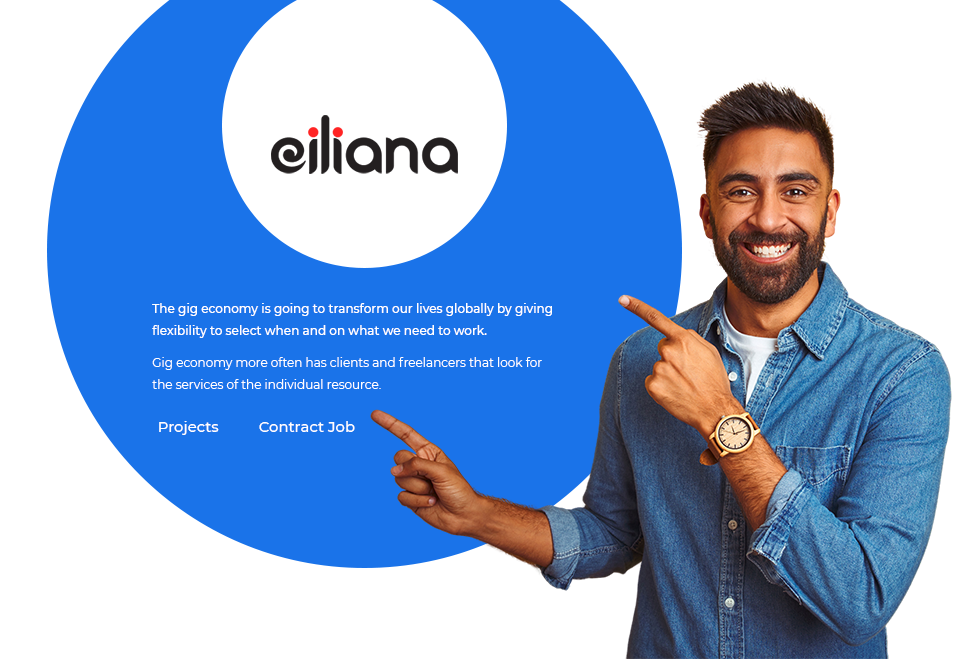 eiliana
The gig economy is going to transform our lives globally by giving
flexibility to select when and on what we need to work.
Gig economy more often has clients and freelancers that look for
the services of the individual resource.
Projects Contract Job